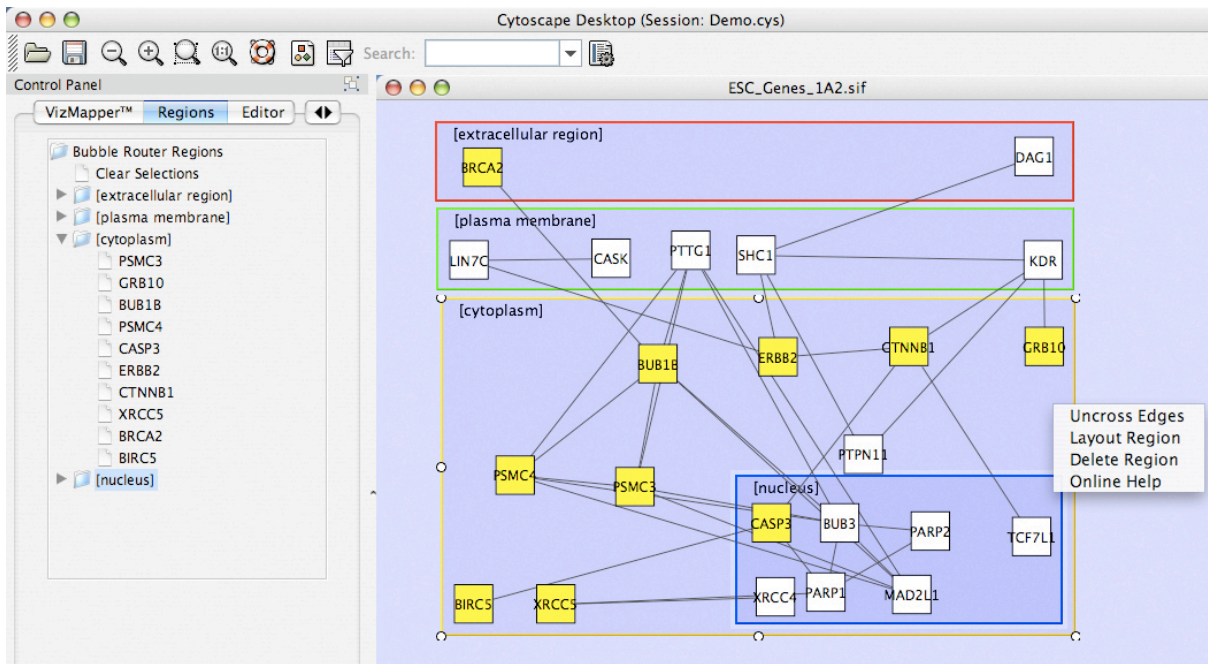 Cytoscape Desktop (Session: Demo.cys)
Search:
Control Panel
VizMapper™ Regions Editor
Bubble Router Regions
Clear Selections
[extracellular region]
[plasma membrane]
[cytoplasm]
PSMC3
GRB10
BUB1B
PSMC4
CASP3
ERBB2
CTNNB1
XRCC5
BRCA2
BIRC5
[nucleus]
ESC_Genes_1A2.sif
[extracellular region]
BRCA2
DAG1
[plasma membrane]
LIN7C
CASK
PTTG1
SHC1
KDR
[cytoplasm]
BUB1B
ERBB2
CTNNB1
GRB10
PTPN11
PSMC4
PSMC3
[nucleus]
CASP3
BUB3
PARP2
TCF7L1
BIRC5
XRCC5
XRCC4
PARP1
MAD2L1
Uncross Edges
Layout Region
Delete Region
Online Help